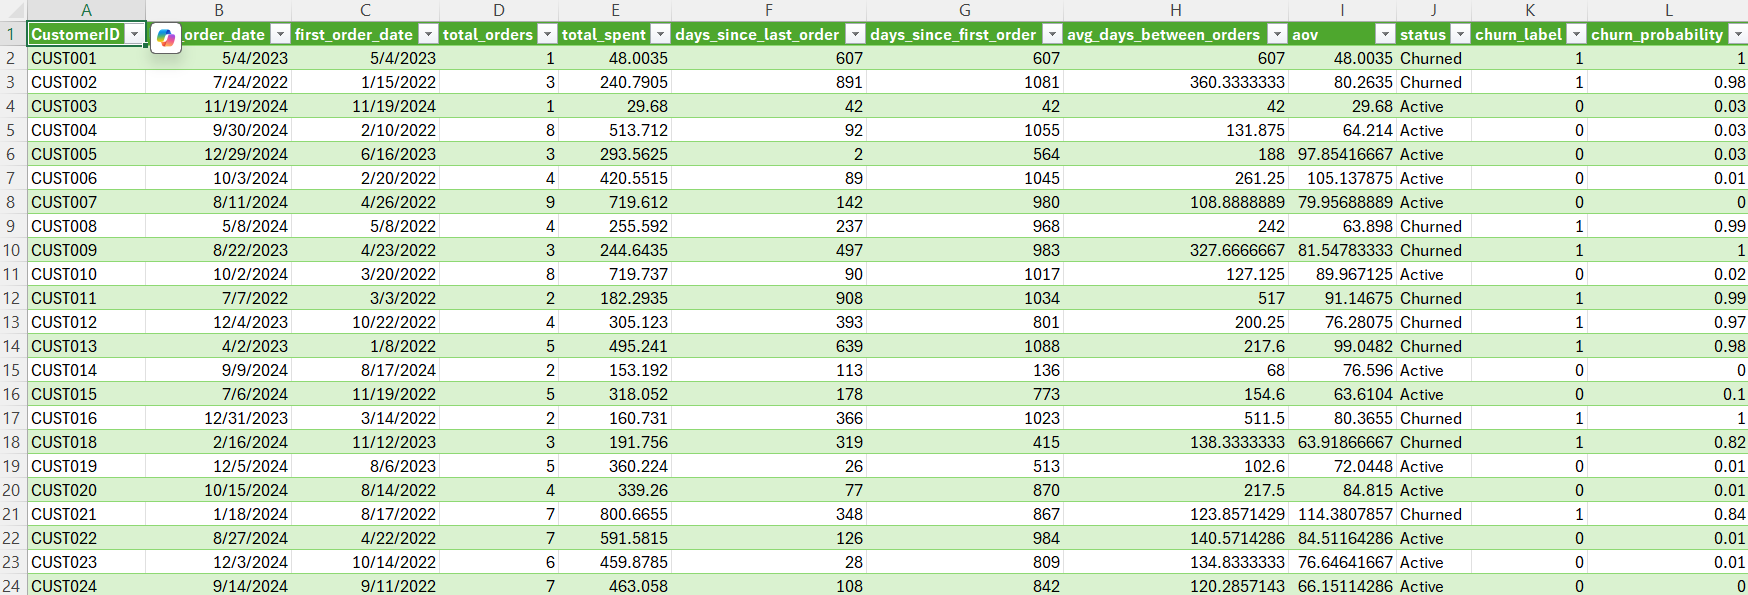 A B C D E F G H I J K L
1 CustomerID order_date first_order_date total_orders total_spent days_since_last_order days_since_first_order avg_days_between_orders aov status churn_label churn_probability
2 CUST001 5/4/2023 5/4/2023 1 48.0035 607 607 607 48.0035 Churned 1 1
3 CUST002 7/24/2022 1/15/2022 3 240.7905 891 1081 360.3333333 80.2635 Churned 1 0.98
4 CUST003 11/19/2024 11/19/2024 1 29.68 42 42 42 29.68 Active 0 0.03
5 CUST004 9/30/2024 2/10/2022 8 513.712 92 1055 131.875 64.214 Active 0 0.03
6 CUST005 12/29/2024 6/16/2023 3 293.5625 2 564 188 97.85416667 Active 0 0.03
7 CUST006 10/3/2024 2/20/2022 4 420.5515 89 1045 261.25 105.137875 Active 0 0.01
8 CUST007 8/11/2024 4/26/2022 9 719.612 142 980 108.8888889 79.95688889 Active 0 0
9 CUST008 5/8/2024 5/8/2022 4 255.592 237 968 242 63.898 Churned 1 0.99
10 CUST009 8/22/2023 4/23/2022 3 244.6435 497 983 327.6666667 81.54783333 Churned 1 1
11 CUST010 10/2/2024 3/20/2022 8 719.737 90 1017 127.125 89.967125 Active 0 0.02
12 CUST011 7/7/2022 3/3/2022 2 182.2935 908 1034 517 91.14675 Churned 1 0.99
13 CUST012 12/4/2023 10/22/2022 4 305.123 393 801 200.25 76.28075 Churned 1 0.97
14 CUST013 4/2/2023 1/8/2022 5 495.241 639 1088 217.6 99.0482 Churned 1 0.98
15 CUST014 9/9/2024 8/17/2024 2 153.192 113 136 68 76.596 Active 0 0
16 CUST015 7/6/2024 11/19/2022 5 318.052 178 773 154.6 63.6104 Active 0 0.1
17 CUST016 12/31/2023 3/14/2022 2 160.731 366 1023 511.5 80.3655 Churned 1 1
18 CUST018 2/16/2024 11/12/2023 3 191.756 319 415 138.3333333 63.91866667 Churned 1 0.82
19 CUST019 12/5/2024 8/6/2023 5 360.224 26 513 102.6 72.0448 Active 0 0.01
20 CUST020 10/15/2024 8/14/2022 4 339.26 77 870 217.5 84.815 Active 0 0.01
21 CUST021 1/18/2024 8/17/2022 7 800.6655 348 867 123.8571429 114.3807857 Churned 1 0.84
22 CUST022 8/27/2024 4/22/2022 7 591.5815 126 984 140.5714286 84.51164286 Active 0 0.01
23 CUST023 12/3/2024 10/14/2022 6 459.8785 28 809 134.8333333 76.64641667 Active 0 0.01
24 CUST024 9/14/2024 9/11/2022 7 463.058 108 842 120.2857143 66.15114286 Active 0 0